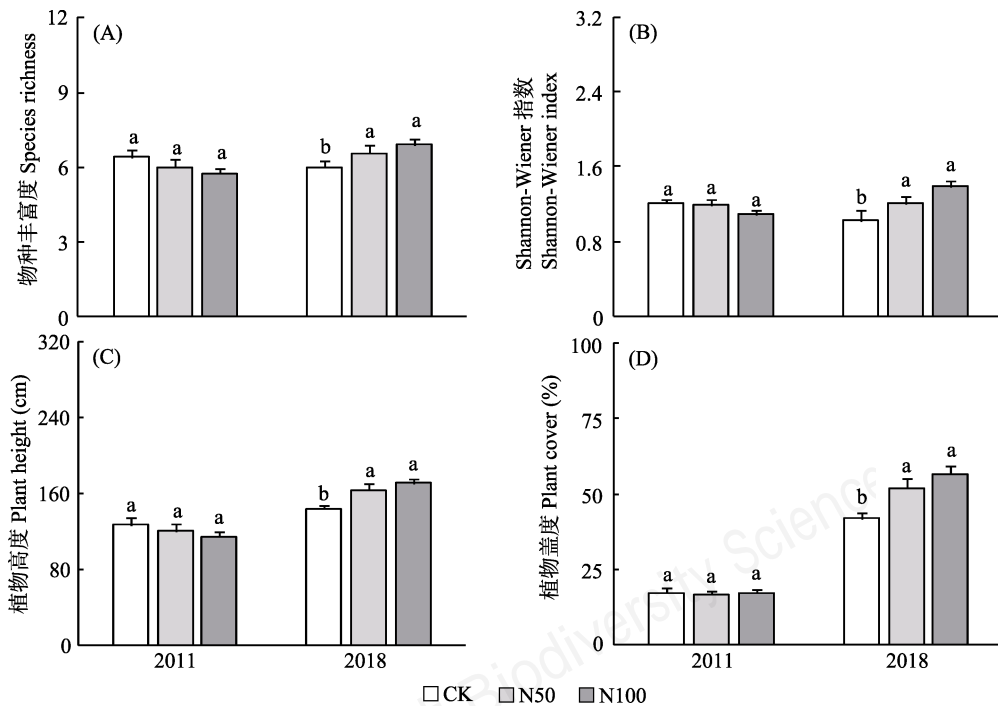 (A)
物种丰富度 Species richness
12
9
6
3
0
a
a
a
b
a
a
(B)
Shannon-Wiener 指数
Shannon-Wiener index
3.2
2.4
1.6
0.8
0
a
a
a
b
a
a
(C)
植物高度 Plant height (cm)
320
240
160
80
0
a
a
a
b
a
a
2011
2018
(D)
植物盖度 Plant cover (%)
100
75
50
25
0
a
a
a
b
a
a
2011
2018
CK N50 N100
Biodiversity Science